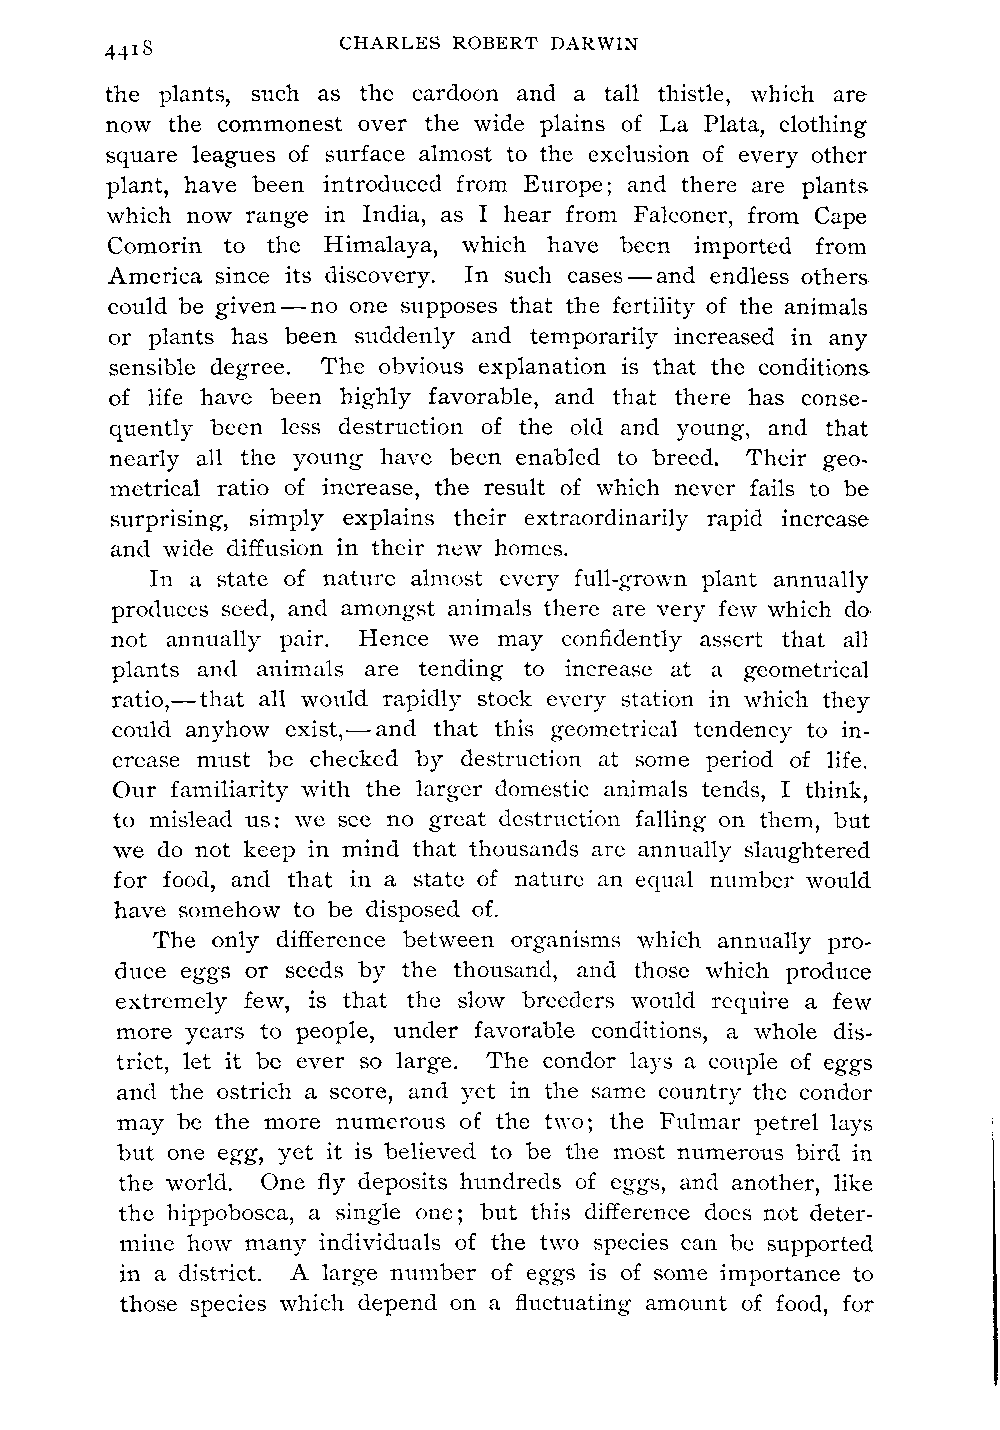 4418
CHARLES ROBERT DARWIN
the plants, such as the cardoon and a tall thistle, which are
now the commonest over the wide plains of La Plata, clothing
square leagues of surface almost to the exclusion of every other
plant, have been introduced from Europe; and there are plants
which now range in India, as I hear from Falconer, from Cape
Comorin to the Himalaya, which have been imported from
America since its discovery. In such cases—and endless others
could be given—no one supposes that the fertility of the animals
or plants has been suddenly and temporarily increased in any
sensible degree. The obvious explanation is that the conditions
of life have been highly favorable, and that there has conse-
quently been less destruction of the old and young, and that
nearly all the young have been enabled to breed. Their geo-
metrical ratio of increase, the result of which never fails to be
surprising, simply explains their extraordinarily rapid increase
and wide diffusion in their new homes.
In a state of nature almost every full-grown plant annually
produces seed, and amongst animals there are very few which do
not annually pair. Hence we may confidently assert that all
plants and animals are tending to increase at a geometrical
ratio,—that all would rapidly stock every station in which they
could anyhow exist,—and that this geometrical tendency to in-
crease must be checked by destruction at some period of life.
Our familiarity with the larger domestic animals tends, I think,
to mislead us: we see no great destruction falling on them, but
we do not keep in mind that thousands are annually slaughtered
for food, and that in a state of nature an equal number would
have somehow to be disposed of.
The only difference between organisms which annually pro-
duce eggs or seeds by the thousand, and those which produce
extremely few, is that the slow breeders would require a few
more years to people, under favorable conditions, a whole dis-
trict, let it be ever so large. The condor lays a couple of eggs
and the ostrich a score, and yet in the same country the condor
may be the more numerous of the two; the Fulmar petrel lays
but one egg, yet it is believed to be the most numerous bird in
the world. One fly deposits hundreds of eggs, and another, like
the hippobosca, a single one; but this difference does not deter-
mine how many individuals of the two species can be supported
in a district. A large number of eggs is of some importance to
those species which depend on a fluctuating amount of food, for